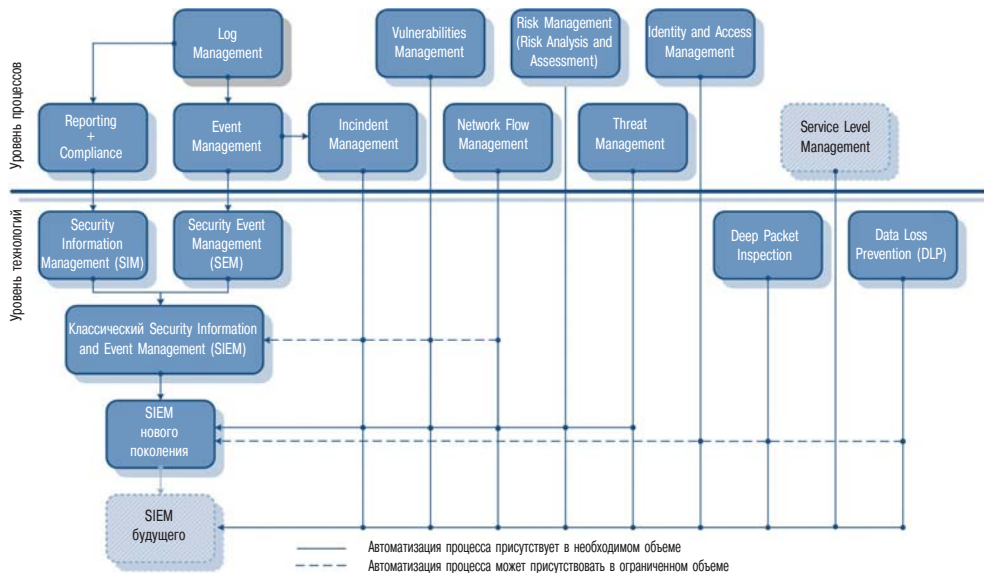 Log
Management
Vulnerabilities
Management
Risk Management
(Risk Analysis and
Assessment)
Identity and Access
Management
Уровень процессов
Reporting
+
Compliance
Event
Management
Incindent
Management
Network Flow
Management
Threat
Management
Service Level
Management
Уровень технологий
Security
Information
Management (SIM)
Security Event
Management
(SEM)
Deep Packet
Inspection
Data Loss
Prevention (DLP)
Классический Security Information
and Event Management (SIEM)
SIEM
нового
поколения
SIEM
будущего
Автоматизация процесса присутствует в необходимом объеме
Автоматизация процесса может присутствовать в ограниченном объеме